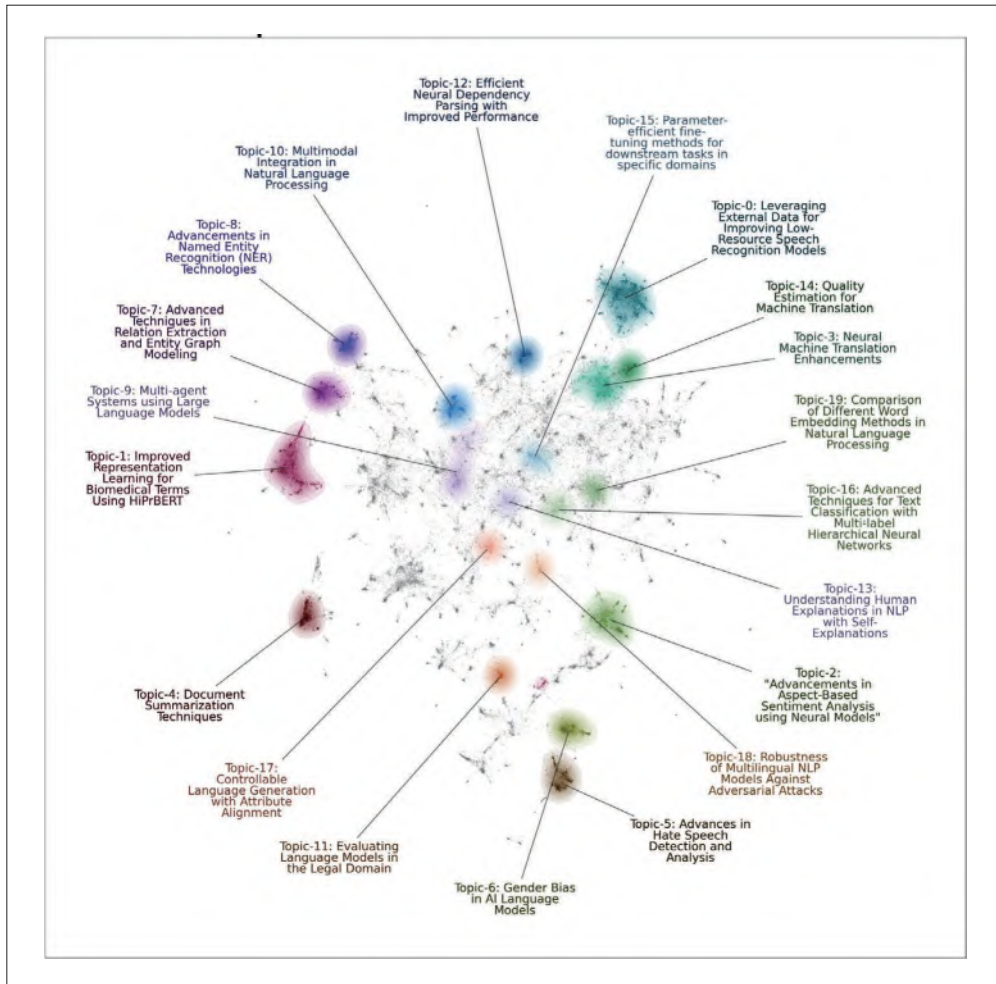 Topic-12: Efficient
Neural Dependency
Parsing with
Improved Performance
Topic-15: Parameter-
efficient fine-
tuning methods for
downstream tasks in
specific domains
Topic-10: Multimodal
Integration in
Natural Language
Processing
Topic-0: Leveraging
External Data for
Improving Low-
Resource Speech
Recognition Models
Topic-8:
Advancements in
Named Entity
Recognition (NER)
Technologies
Topic-14: Quality
Estimation for
Machine Translation
Topic-7: Advanced
Techniques in
Relation Extraction
and Entity Graph
Modeling
Topic-3: Neural
Machine Translation
Enhancements
Topic-9: Multi-agent
Systems using Large
Language Models
Topic-19: Comparison
of Different Word
Embedding Methods in
Natural Language
Processing
Topic-1: Improved
Representation
Learning for
Biomedical Terms
Using HiPrBERT
Topic-16: Advanced
Techniques for Text
Classification with
Multi-label
Hierarchical Neural
Networks
Topic-13:
Understanding Human
Explanations in NLP
with Self-
Explanations
Topic-2:
"Advancements in
Aspect-Based
Sentiment Analysis
using Neural Models"
Topic-4: Document
Summarization
Techniques
Topic-18: Robustness
of Multilingual NLP
Models Against
Adversarial Attacks
Topic-17:
Controllable
Language Generation
with Attribute
Alignment
Topic-5: Advances in
Hate Speech
Detection and
Analysis
Topic-11: Evaluating
Language Models in
the Legal Domain
Topic-6: Gender Bias
in AI Language
Models